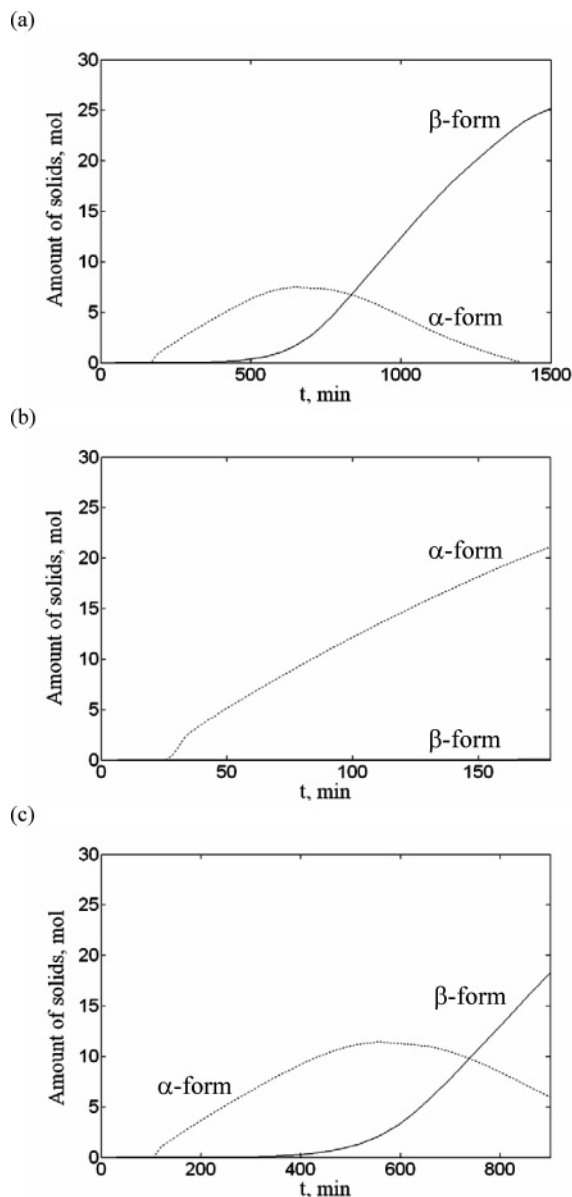 (a)
30
25
20
15
10
5
0
Amount of solids, mol
β-form
α-form
0 500 1000 1500
t, min
(b)
30
25
20
15
10
5
0
Amount of solids, mol
α-form
β-form
0 50 100 150
t, min
(c)
30
25
20
15
10
5
0
Amount of solids, mol
β-form
α-form
0 200 400 600 800
t, min